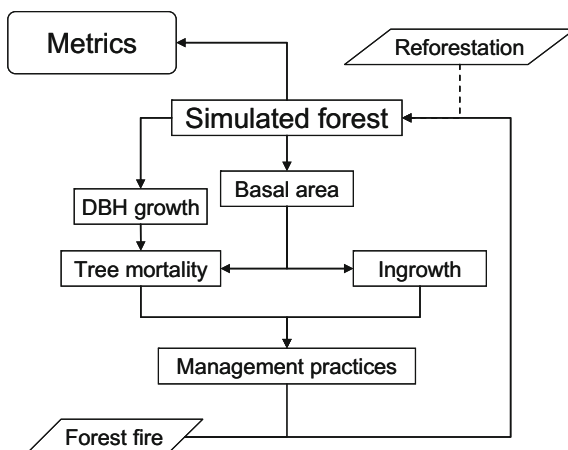 Metrics
Reforestation
Simulated forest
Basal area
DBH growth
Tree mortality
Ingrowth
Management practices
Forest fire